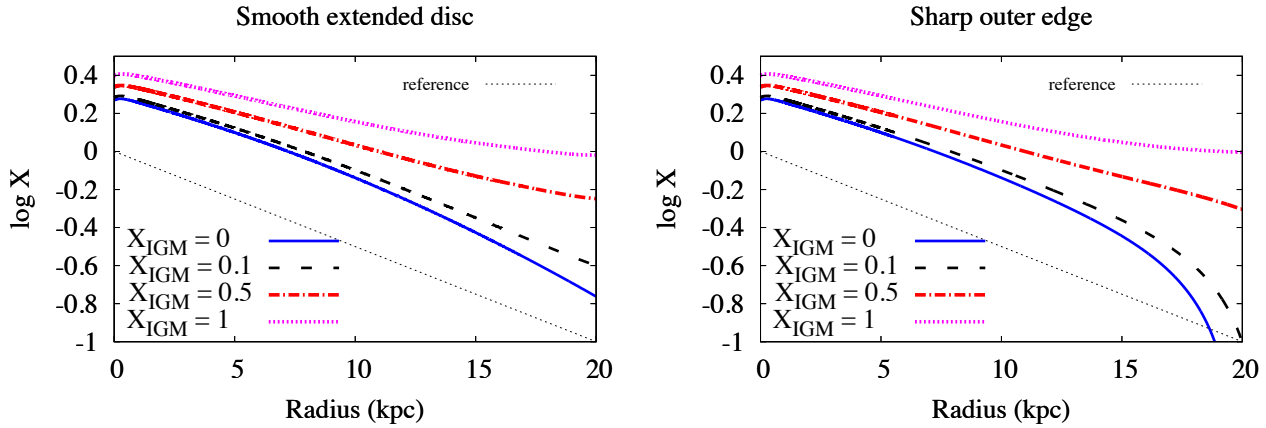 Smooth extended disc
Sharp outer edge
0.4
0.2
0
-0.2
-0.4
-0.6
-0.8
-1
log X
reference
X_IGM = 0
X_IGM = 0.1
X_IGM = 0.5
X_IGM = 1
0 5 10 15 20
Radius (kpc)
0.4
0.2
0
-0.2
-0.4
-0.6
-0.8
-1
log X
reference
X_IGM = 0
X_IGM = 0.1
X_IGM = 0.5
X_IGM = 1
0 5 10 15 20
Radius (kpc)